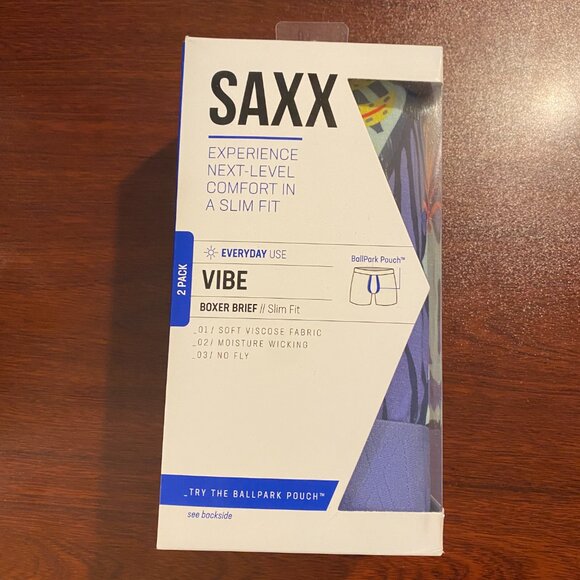 SAXX
EXPERIENCE
NEXT-LEVEL
COMFORT IN
A SLIM FIT
2 PACK
EVERYDAY USE
VIBE
BOXER BRIEF // Slim Fit
_01/ SOFT VISCOSE FABRIC
_02/ MOISTURE WICKING
_03/ NO FLY
BallPark Pouch™
_TRY THE BALLPARK POUCH™
see backside